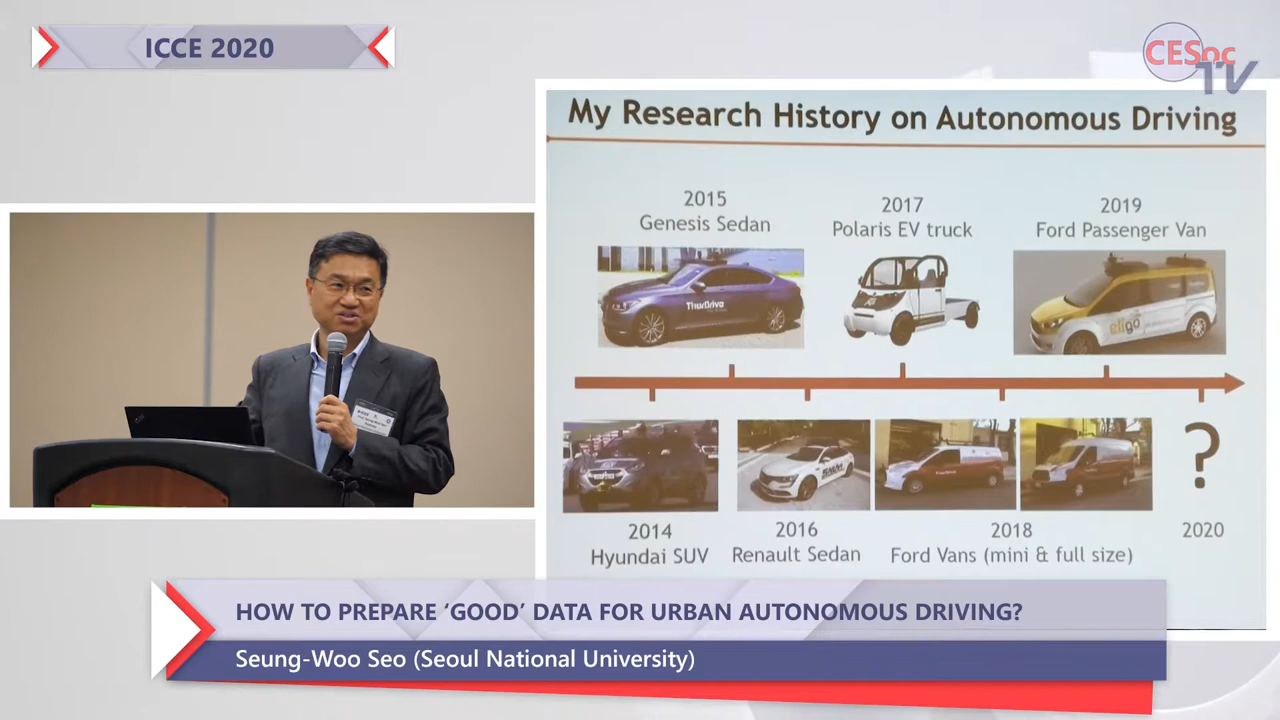 ICCE 2020
CESoc
TV
My Research History on Autonomous Driving
2015
Genesis Sedan
2017
Polaris EV truck
2019
Ford Passenger Van
ThorDrive
eligo
2014
Hyundai SUV
2016
Renault Sedan
2018
Ford Vans (mini & full size)
?
2020
HOW TO PREPARE ‘GOOD’ DATA FOR URBAN AUTONOMOUS DRIVING?
Seung-Woo Seo (Seoul National University)